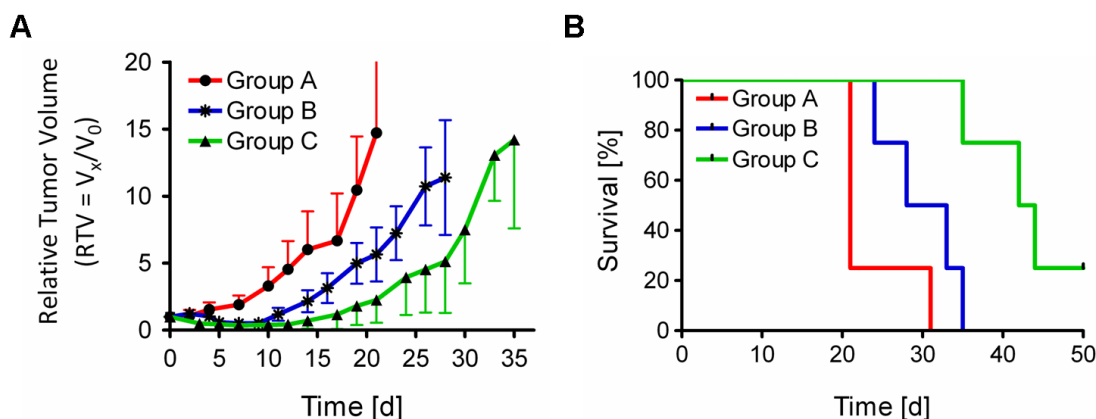 A
Relative Tumor Volume
(RTV = Vx/V0)
20
15
10
5
0
Group A
Group B
Group C
0 5 10 15 20 25 30 35
Time [d]
B
Survival [%]
100
80
60
40
20
0
Group A
Group B
Group C
0 10 20 30 40 50
Time [d]